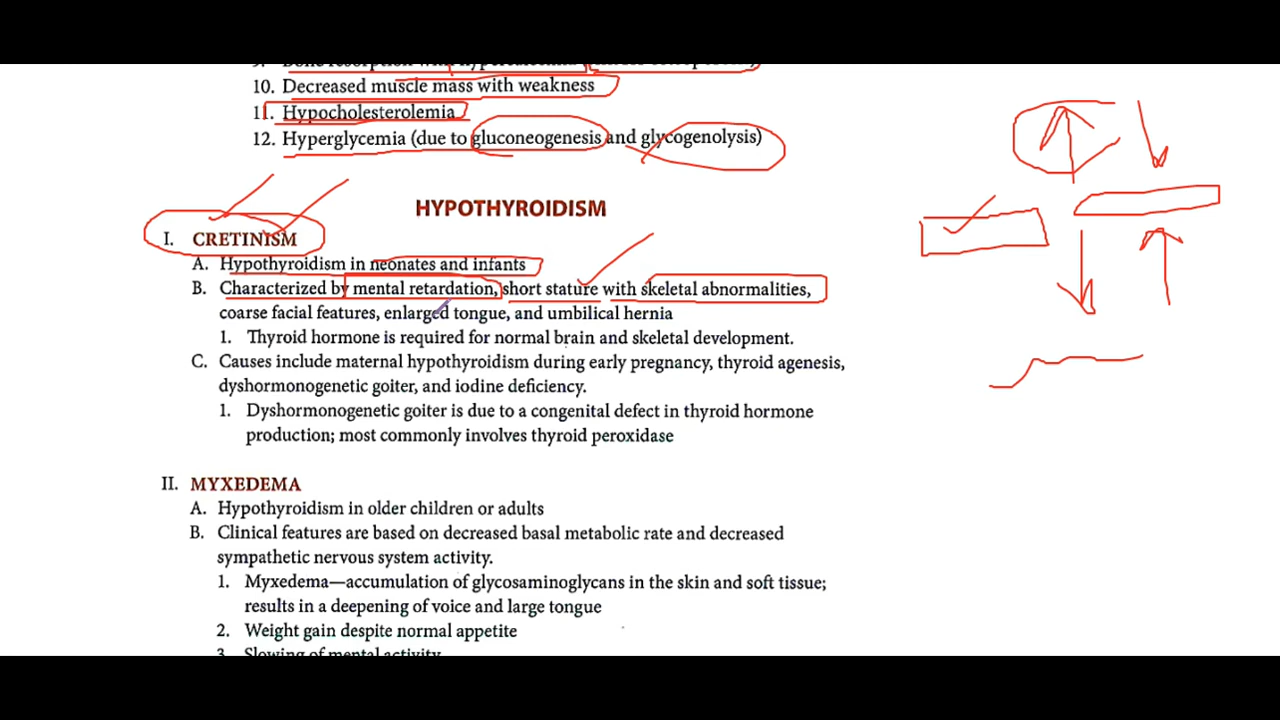 10. Decreased muscle mass with weakness
11. Hypocholesterolemia
12. Hyperglycemia (due to gluconeogenesis and glycogenolysis)
HYPOTHYROIDISM
I. CRETINISM
A. Hypothyroidism in neonates and infants
B. Characterized by mental retardation, short stature with skeletal abnormalities,
coarse facial features, enlarged tongue, and umbilical hernia
1. Thyroid hormone is required for normal brain and skeletal development.
C. Causes include maternal hypothyroidism during early pregnancy, thyroid agenesis,
dyshormonogenetic goiter, and iodine deficiency.
1. Dyshormonogenetic goiter is due to a congenital defect in thyroid hormone
production; most commonly involves thyroid peroxidase
II. MYXEDEMA
A. Hypothyroidism in older children or adults
B. Clinical features are based on decreased basal metabolic rate and decreased
sympathetic nervous system activity.
1. Myxedema—accumulation of glycosaminoglycans in the skin and soft tissue;
results in a deepening of voice and large tongue
2. Weight gain despite normal appetite
3. Slowing of mental activity